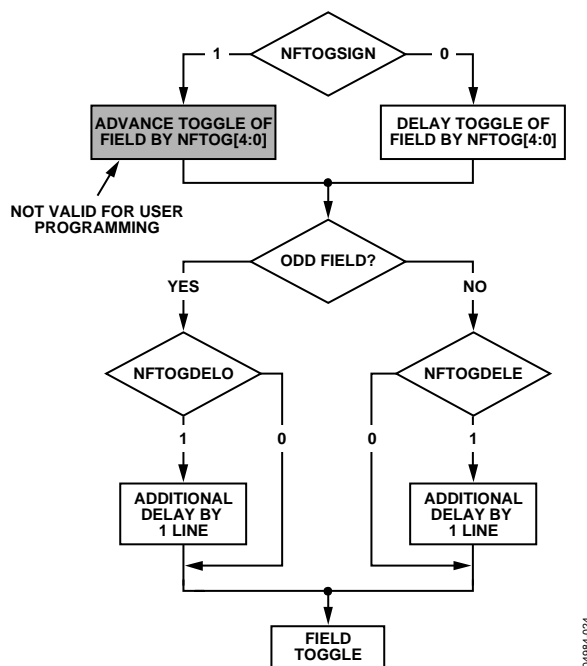 NFTOGSIGN
1
0
ADVANCE TOGGLE OF
FIELD BY NFTOG[4:0]
DELAY TOGGLE OF
FIELD BY NFTOG[4:0]
NOT VALID FOR USER
PROGRAMMING
ODD FIELD?
YES
NO
NFTOGDELO
NFTOGDELE
1
0
0
1
ADDITIONAL
DELAY BY
1 LINE
ADDITIONAL
DELAY BY
1 LINE
FIELD
TOGGLE
04984-024